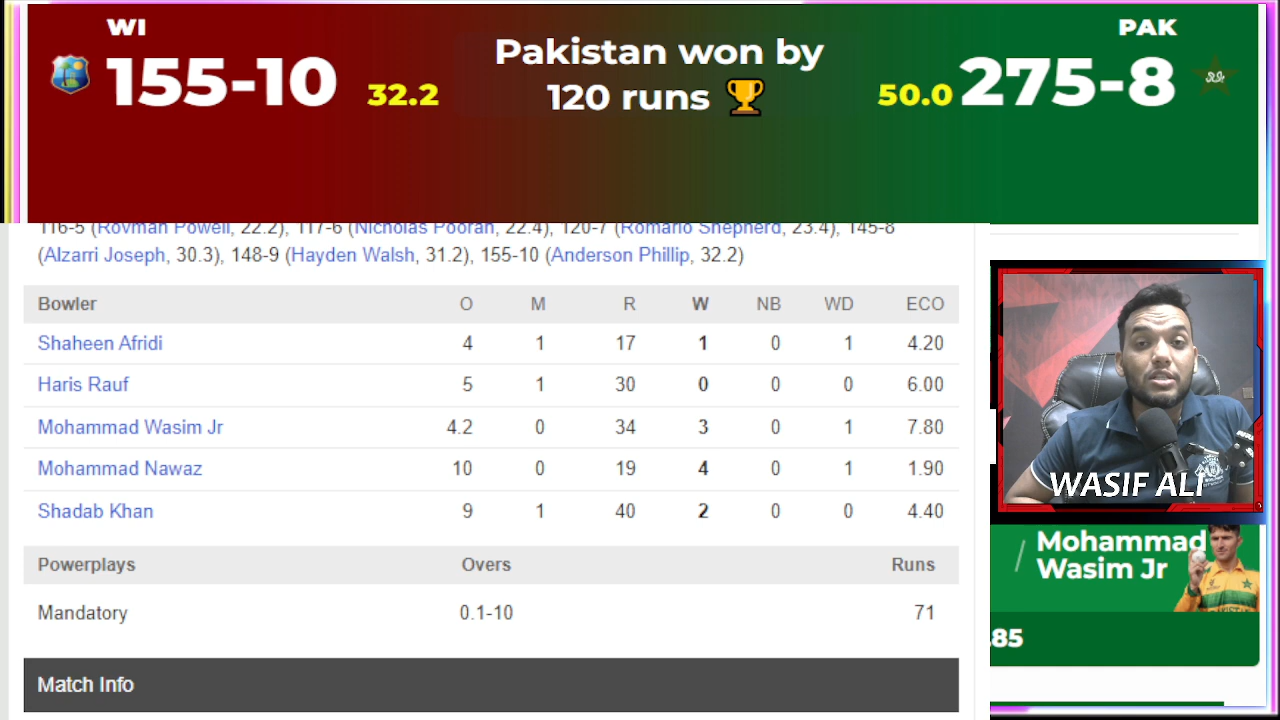 WI
155-10
32.2
Pakistan won by
120 runs
PAK
50.0
275-8
116-5 (Rovman Powell, 22.2), 117-6 (Nicholas Pooran, 22.4), 120-7 (Romario Shepherd, 23.4), 145-8
(Alzarri Joseph, 30.3), 148-9 (Hayden Walsh, 31.2), 155-10 (Anderson Phillip, 32.2)
Bowler O M R W NB WD ECO
Shaheen Afridi 4 1 17 1 0 1 4.20
Haris Rauf 5 1 30 0 0 0 6.00
Mohammad Wasim Jr 4.2 0 34 3 0 1 7.80
Mohammad Nawaz 10 0 19 4 0 1 1.90
Shadab Khan 9 1 40 2 0 0 4.40
Powerplays Overs Runs
Mandatory 0.1-10 71
Match Info
WASIF ALI
/ Mohammad
Wasim Jr
.85